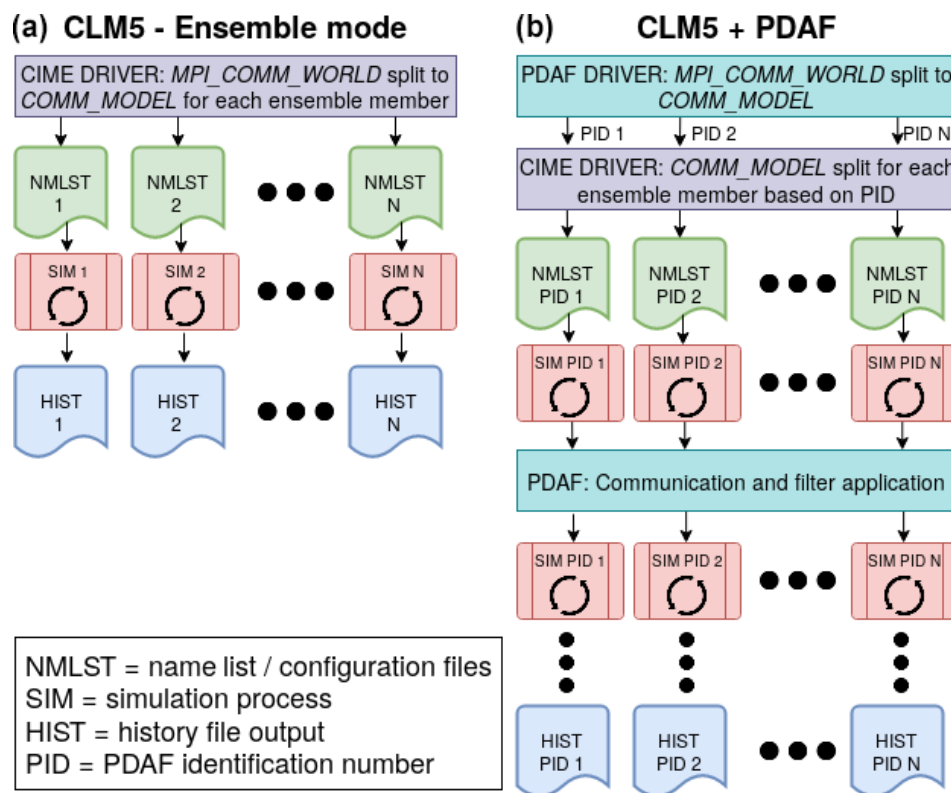 (a) CLM5 - Ensemble mode
CIME DRIVER: MPI_COMM_WORLD split to
COMM_MODEL for each ensemble member
NMLST
1
NMLST
2
NMLST
N
SIM 1
SIM 2
SIM N
HIST
1
HIST
2
HIST
N
(b) CLM5 + PDAF
PDAF DRIVER: MPI_COMM_WORLD split to
COMM_MODEL
PID 1
PID 2
PID N
CIME DRIVER: COMM_MODEL split for each
ensemble member based on PID
NMLST
PID 1
NMLST
PID 2
NMLST
PID N
SIM PID 1
SIM PID 2
SIM PID N
PDAF: Communication and filter application
SIM PID 1
SIM PID 2
SIM PID N
HIST
PID 1
HIST
PID 2
HIST
PID N
NMLST = name list / configuration files
SIM = simulation process
HIST = history file output
PID = PDAF identification number